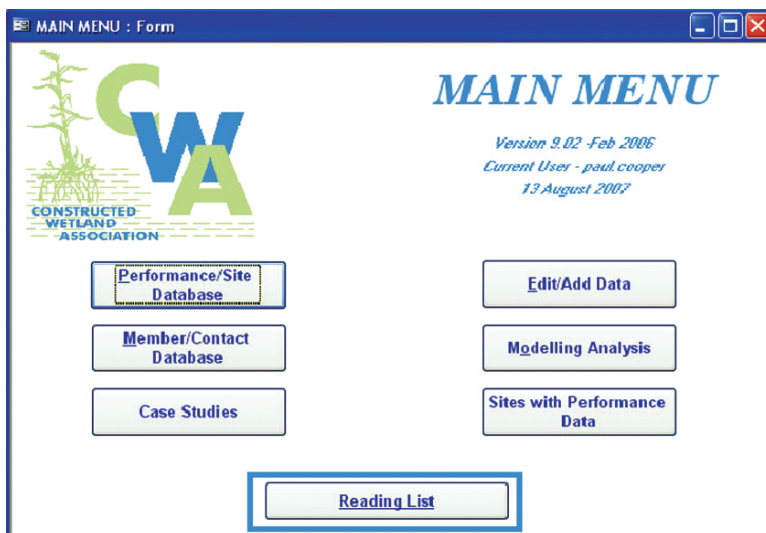 MAIN MENU : Form
CWA
CONSTRUCTED
WETLAND
ASSOCIATION
MAIN MENU
Version 9.02 -Feb 2006
Current User - paul.cooper
13 August 2007
Performance/Site
Database
Edit/Add Data
Member/Contact
Database
Modelling Analysis
Case Studies
Sites with Performance
Data
Reading List